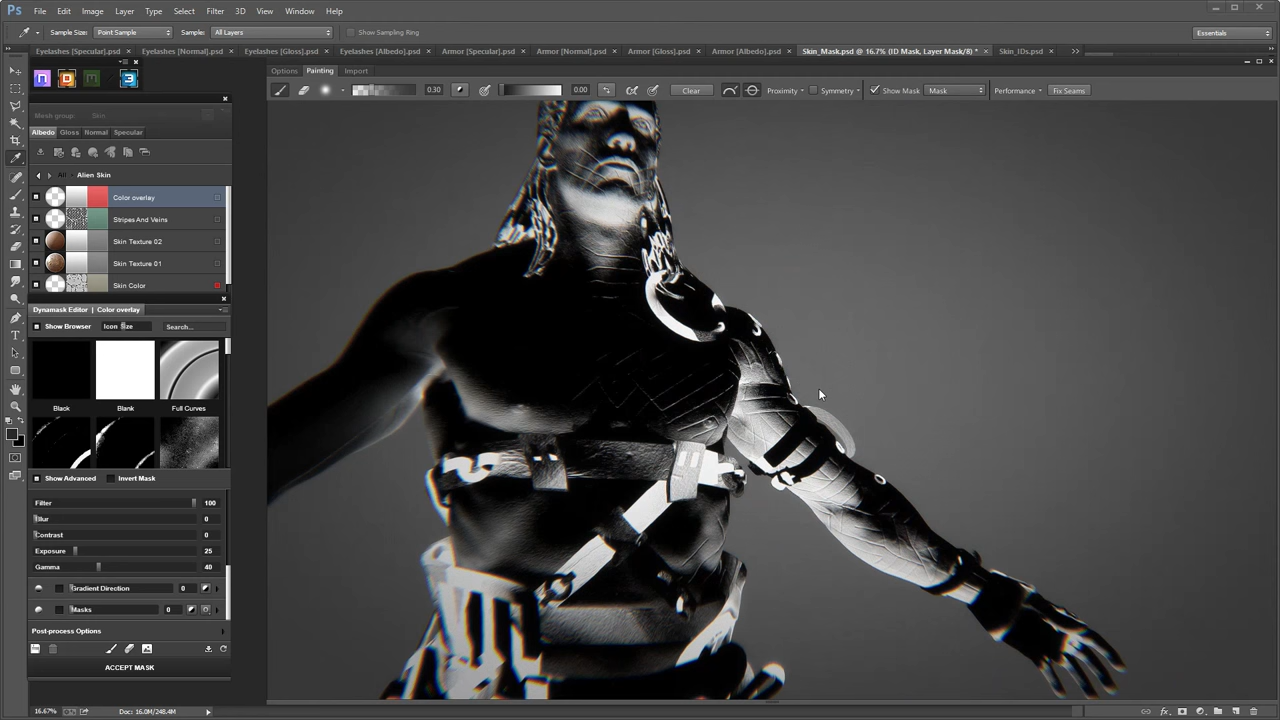 Ps File Edit Image Layer Type Select Filter 3D View Window Help
Sample Size: Point Sample Sample: All Layers Show Sampling Ring Essentials
Eyelashes [Specular].psd × Eyelashes [Normal].psd × Eyelashes [Gloss].psd × Eyelashes [Albedo].psd × Armor [Specular].psd × Armor [Normal].psd × Armor [Gloss].psd × Armor [Albedo].psd × Skin_Mask.psd @ 16.7% (ID Mask, Layer Mask/8) * × Skin_IDs.psd ×
Options Painting Import
0.30 0.00 Clear Proximity Symmetry Show Mask Mask Performance Fix Seams
Mesh group: Skin
Albedo Gloss Normal Specular
All Alien Skin
Color overlay
Stripes And Veins
Skin Texture 02
Skin Texture 01
Skin Color
Dynamask Editor | Color overlay
Show Browser Icon Size Search...
Black Blank Full Curves
Show Advanced Invert Mask
Filter 100
Blur 0
Contrast 0
Exposure 25
Gamma 40
Gradient Direction 0
Masks 0
Post-process Options
ACCEPT MASK
16.67% Doc: 16.0M/248.4M